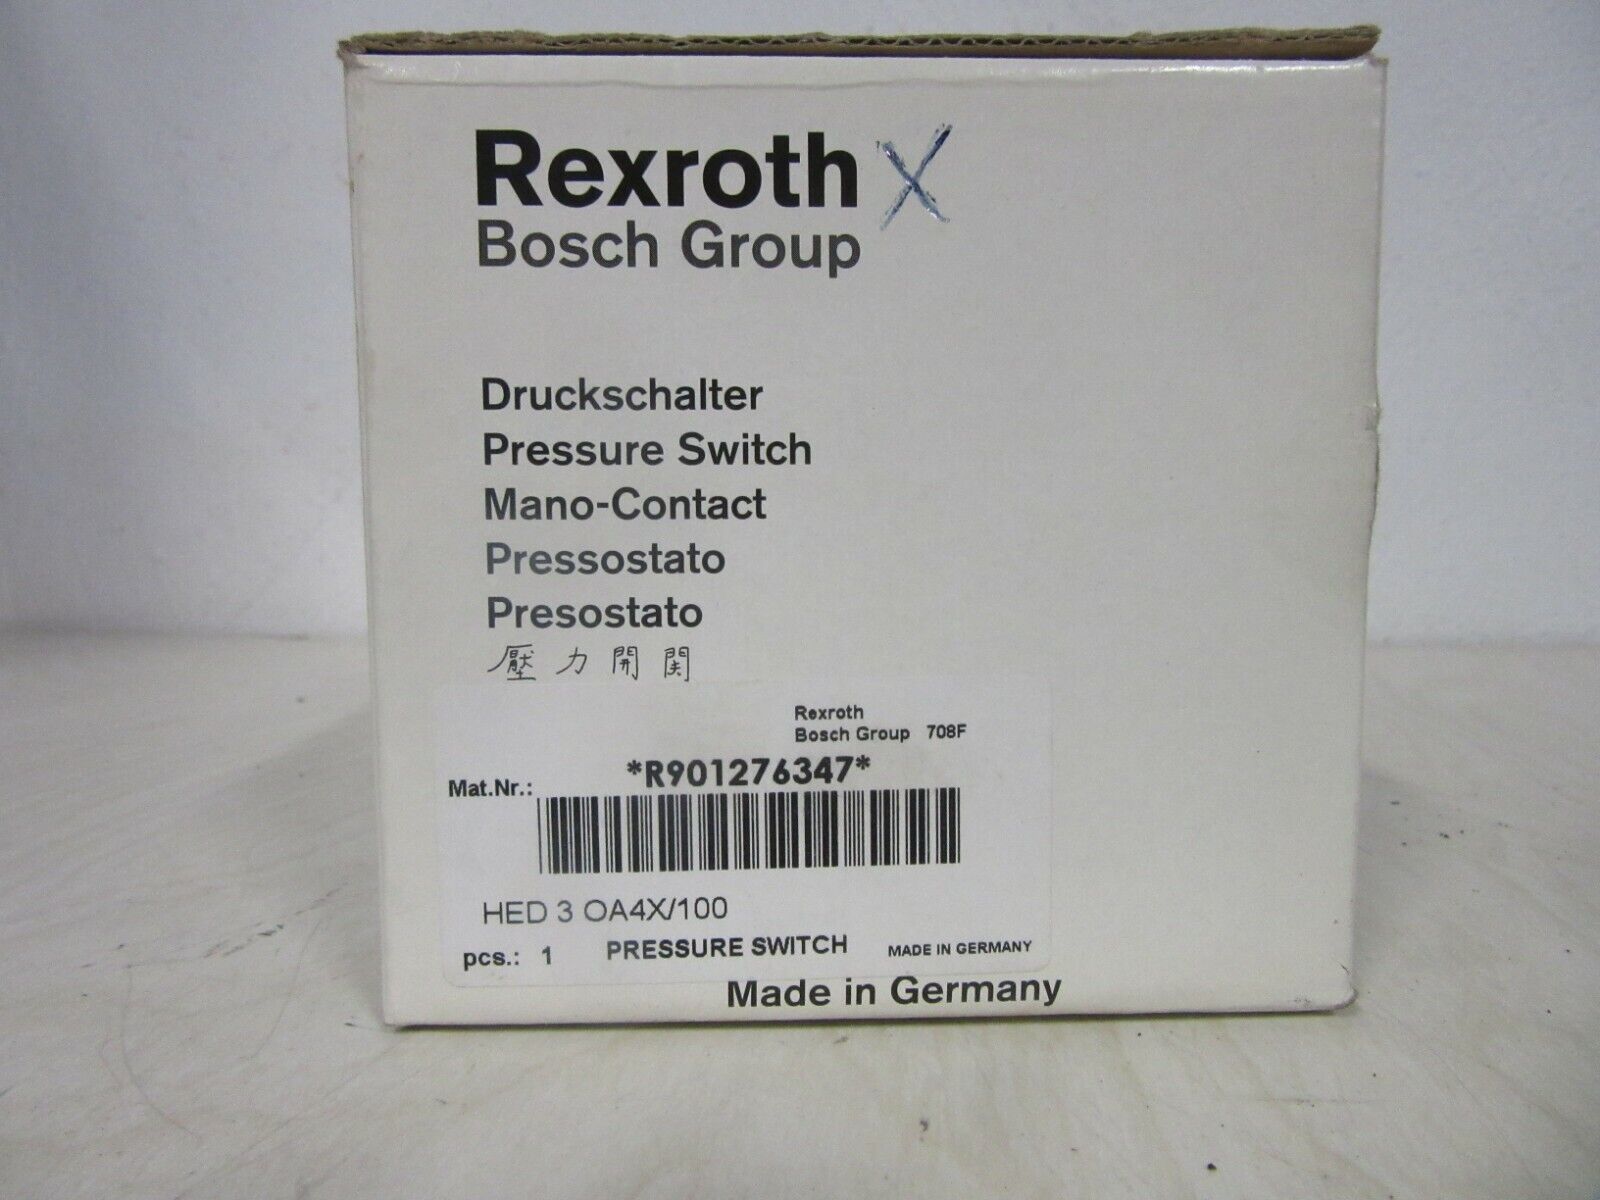 Rexroth X
Bosch Group
Druckschalter
Pressure Switch
Mano-Contact
Pressostato
Presostato
壓力開関
Rexroth
Bosch Group 708F
*R901276347*
Mat.Nr.:
HED 3 OA4X/100
pcs.: 1 PRESSURE SWITCH MADE IN GERMANY
Made in Germany